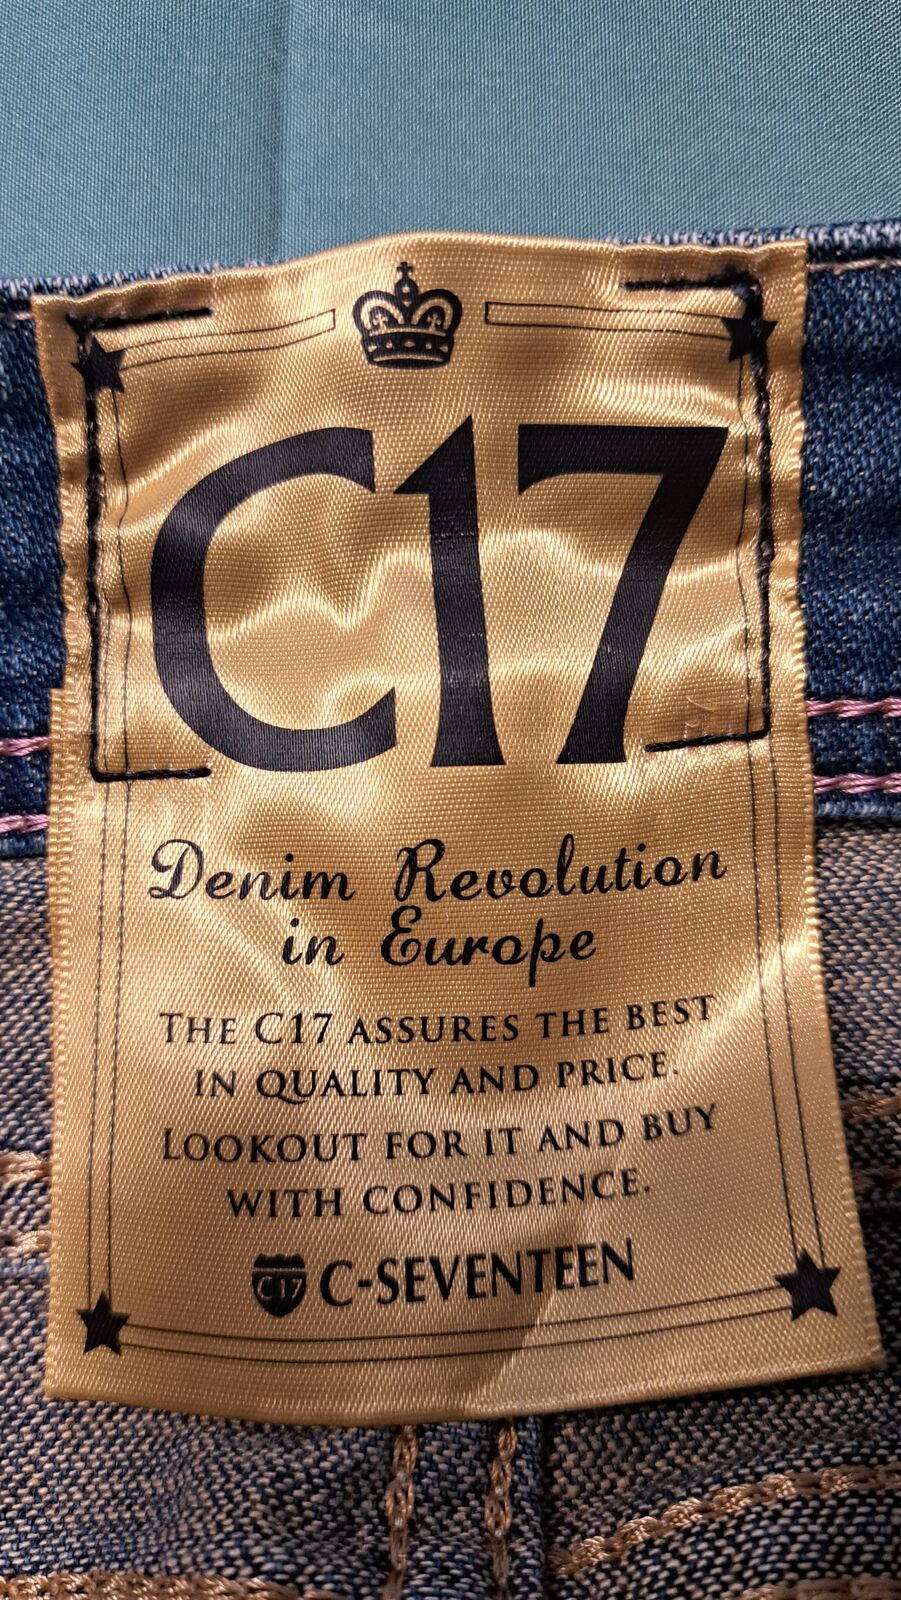 C17
Denim Revolution
in Europe
THE C17 ASSURES THE BEST
IN QUALITY AND PRICE.
LOOKOUT FOR IT AND BUY
WITH CONFIDENCE.
C17 C-SEVENTEEN